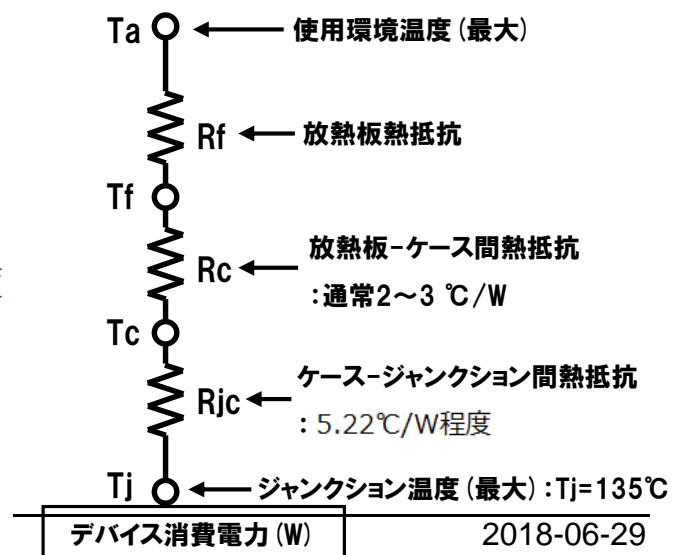 Ta
使用環境温度(最大)
Rf
放熱板熱抵抗
Tf
放熱板-ケース間熱抵抗
Rc
:通常2~3 ℃/W
Tc
ケース-ジャンクション間熱抵抗
Rjc
: 5.22℃/W程度
Tj
ジャンクション温度(最大):Tj=135℃
デバイス消費電力(W)
2018-06-29